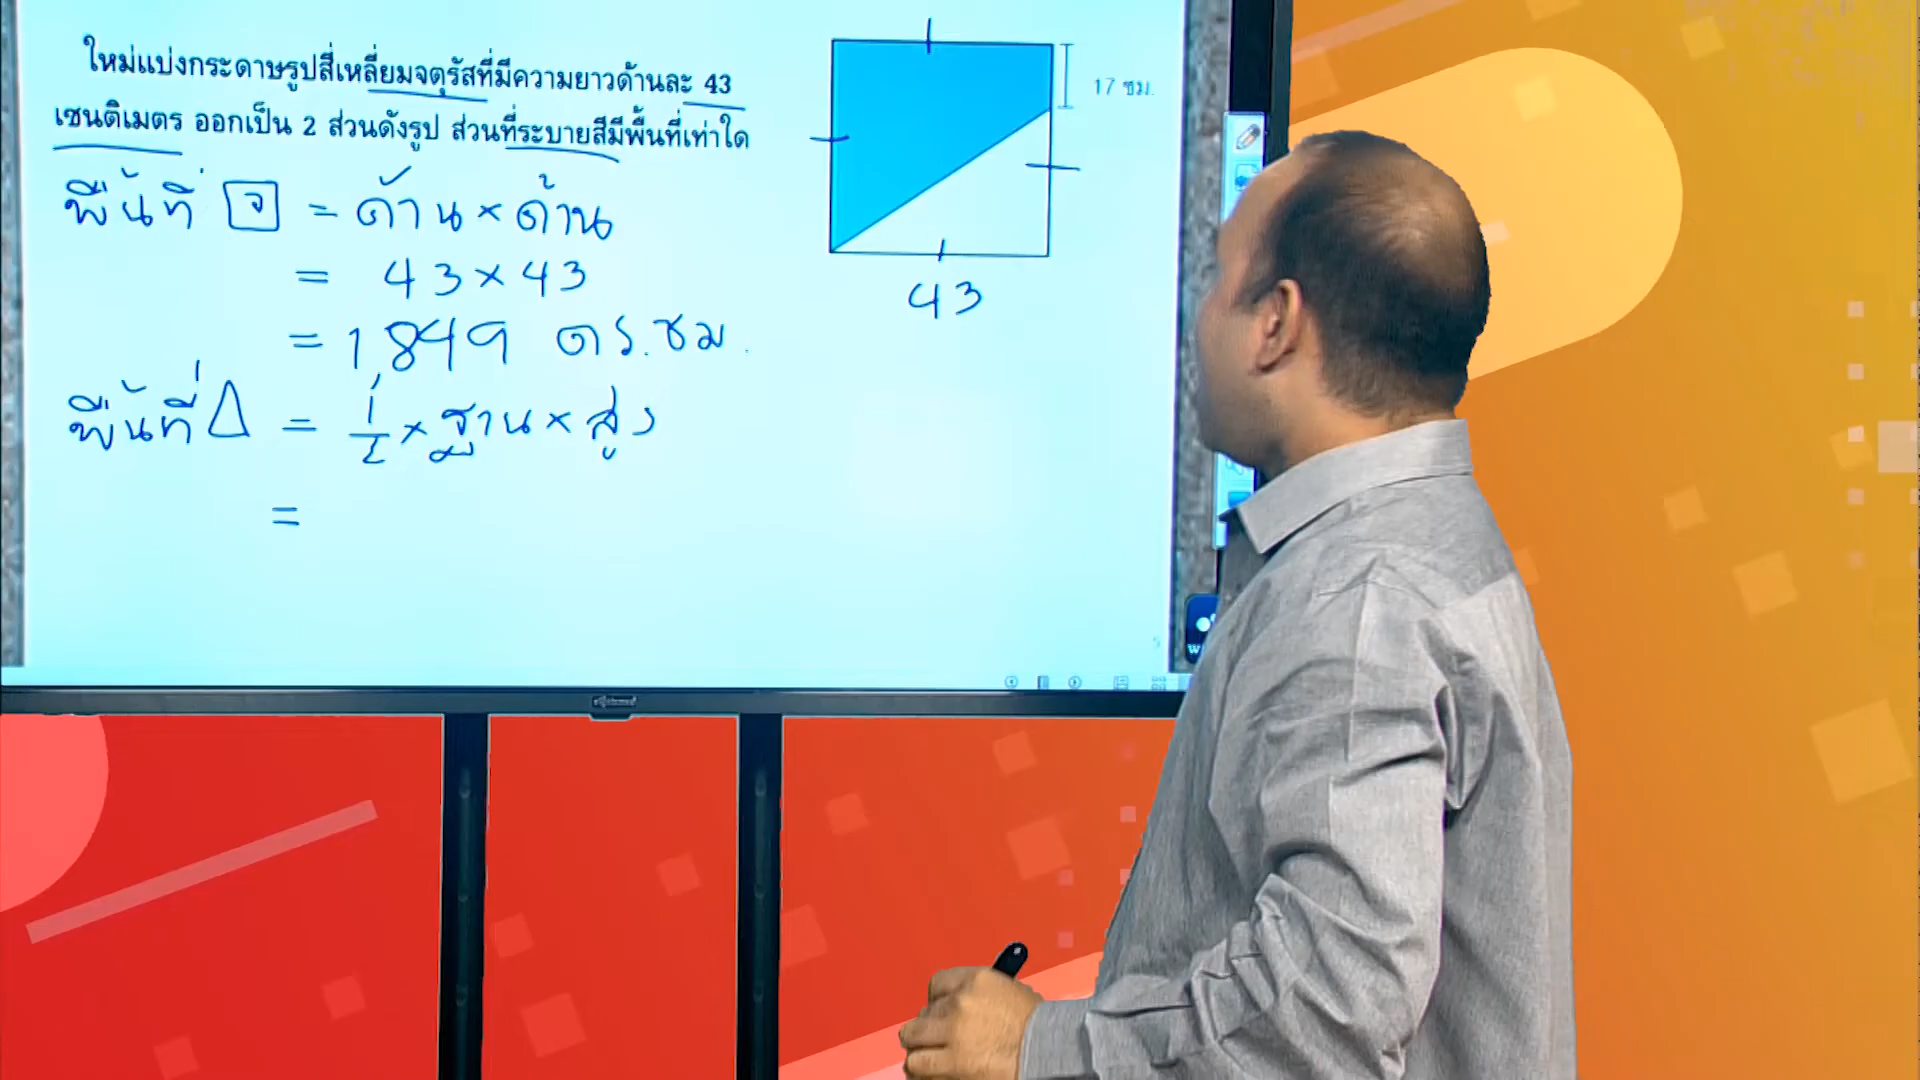 ใหม่แบ่งกระดาษรูปสี่เหลี่ยมจตุรัสที่มีความยาวด้านละ 43
เซนติเมตร ออกเป็น 2 ส่วนดังรูป ส่วนที่ระบายสีมีพื้นที่เท่าใด
17 ซม.
พื้นที่ จ = ด้าน × ด้าน
= 43 × 43
43
= 1,849 ตร.ซม.
พื้นที่ Δ = 1/2 × ฐาน × สูง
=
5